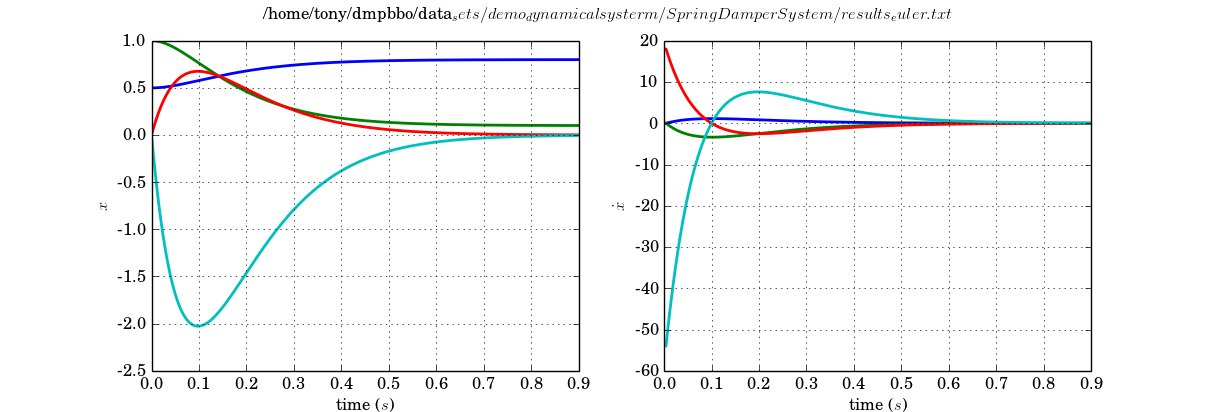 /home/tony/dmpbbo/dataₛets/demo_dynamicalsysterm/SpringDamperSystem/resultsₑuler.txt
1.0
0.5
0.0
-0.5
-1.0
-1.5
-2.0
-2.5
x
0.0 0.1 0.2 0.3 0.4 0.5 0.6 0.7 0.8 0.9
time (s)
20
10
0
-10
-20
-30
-40
-50
-60
ẋ
0.0 0.1 0.2 0.3 0.4 0.5 0.6 0.7 0.8 0.9
time (s)